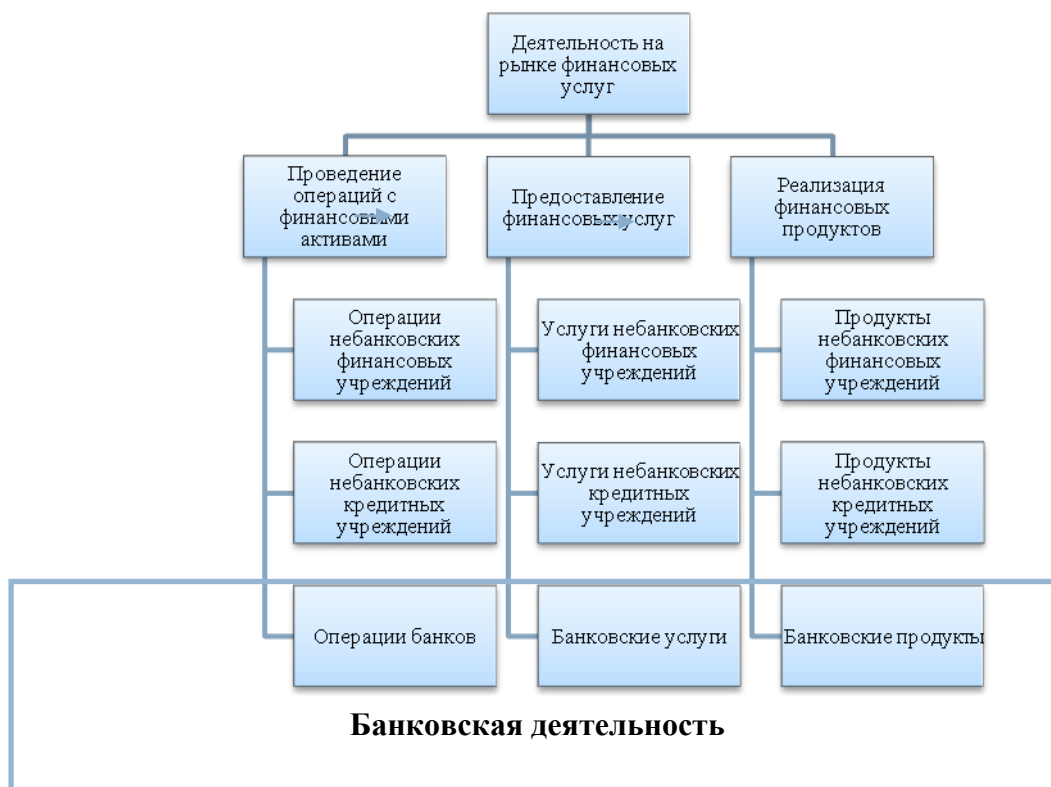 Деятельность на
рынке финансовых
услуг
Проведение
операций с
финансовыми
активами
Предоставление
финансовых услуг
Реализация
финансовых
продуктов
Операции
небанковских
финансовых
учреждений
Услуги небанковских
финансовых
учреждений
Продукты
небанковских
финансовых
учреждений
Операции
небанковских
кредитных
учреждений
Услуги небанковских
кредитных
учреждений
Продукты
небанковских
кредитных
учреждений
Операции банков
Банковские услуги
Банковские продукты
Банковская деятельность